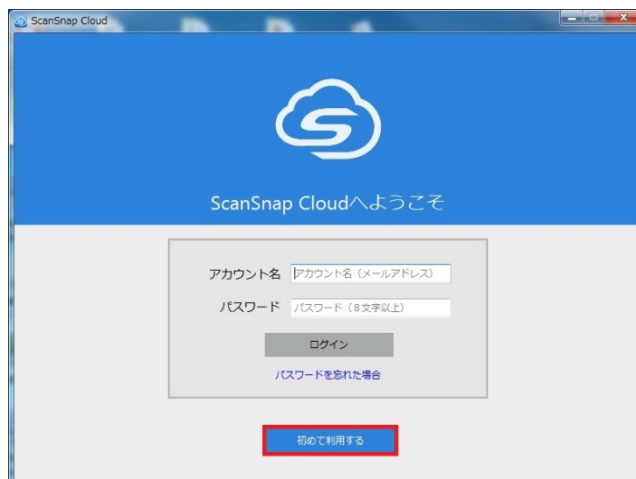 ScanSnap Cloud
ScanSnap Cloudへようこそ
アカウント名 アカウント名（メールアドレス）
パスワード パスワード（8文字以上）
ログイン
パスワードを忘れた場合
初めて利用する